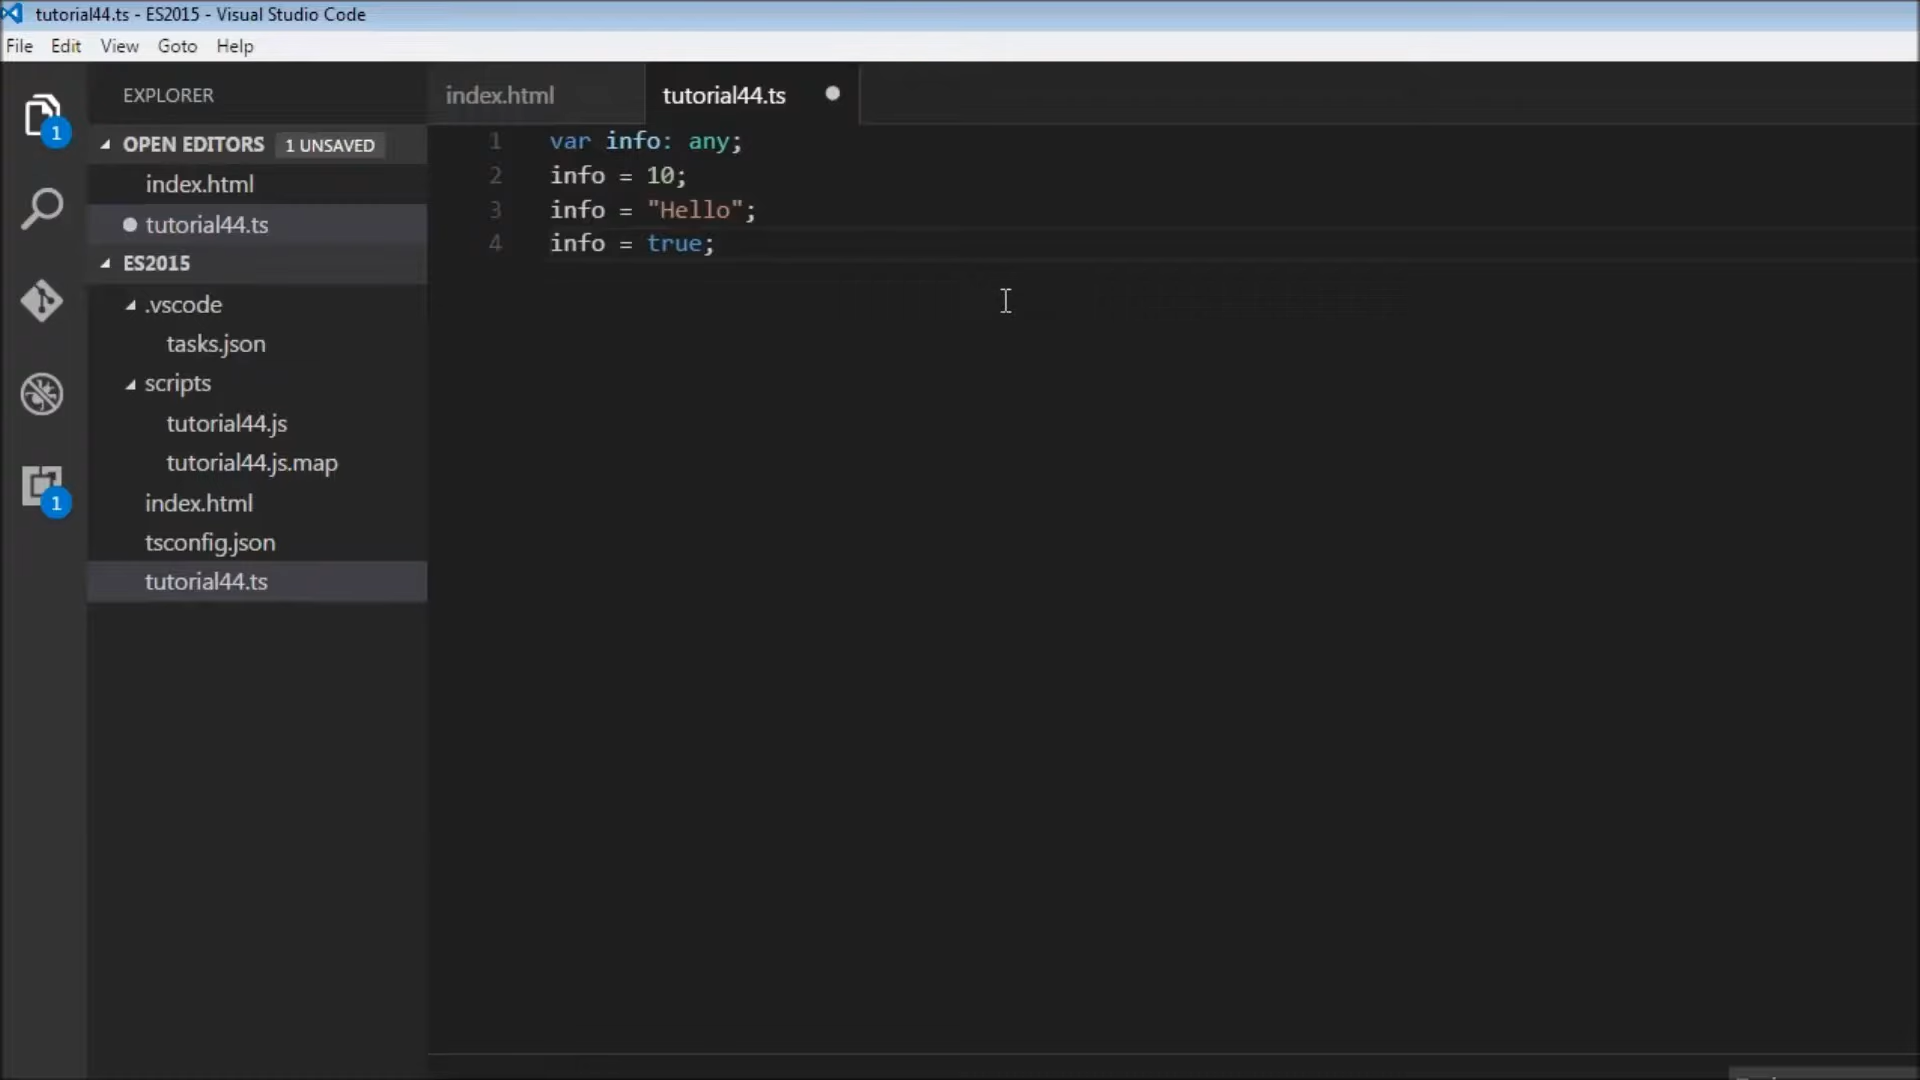 tutorial44.ts - ES2015 - Visual Studio Code
File Edit View Goto Help
EXPLORER
OPEN EDITORS 1 UNSAVED
index.html
tutorial44.ts
ES2015
.vscode
tasks.json
scripts
tutorial44.js
tutorial44.js.map
index.html
tsconfig.json
tutorial44.ts
1
1
index.html tutorial44.ts
1 var info: any;
2 info = 10;
3 info = "Hello";
4 info = true;